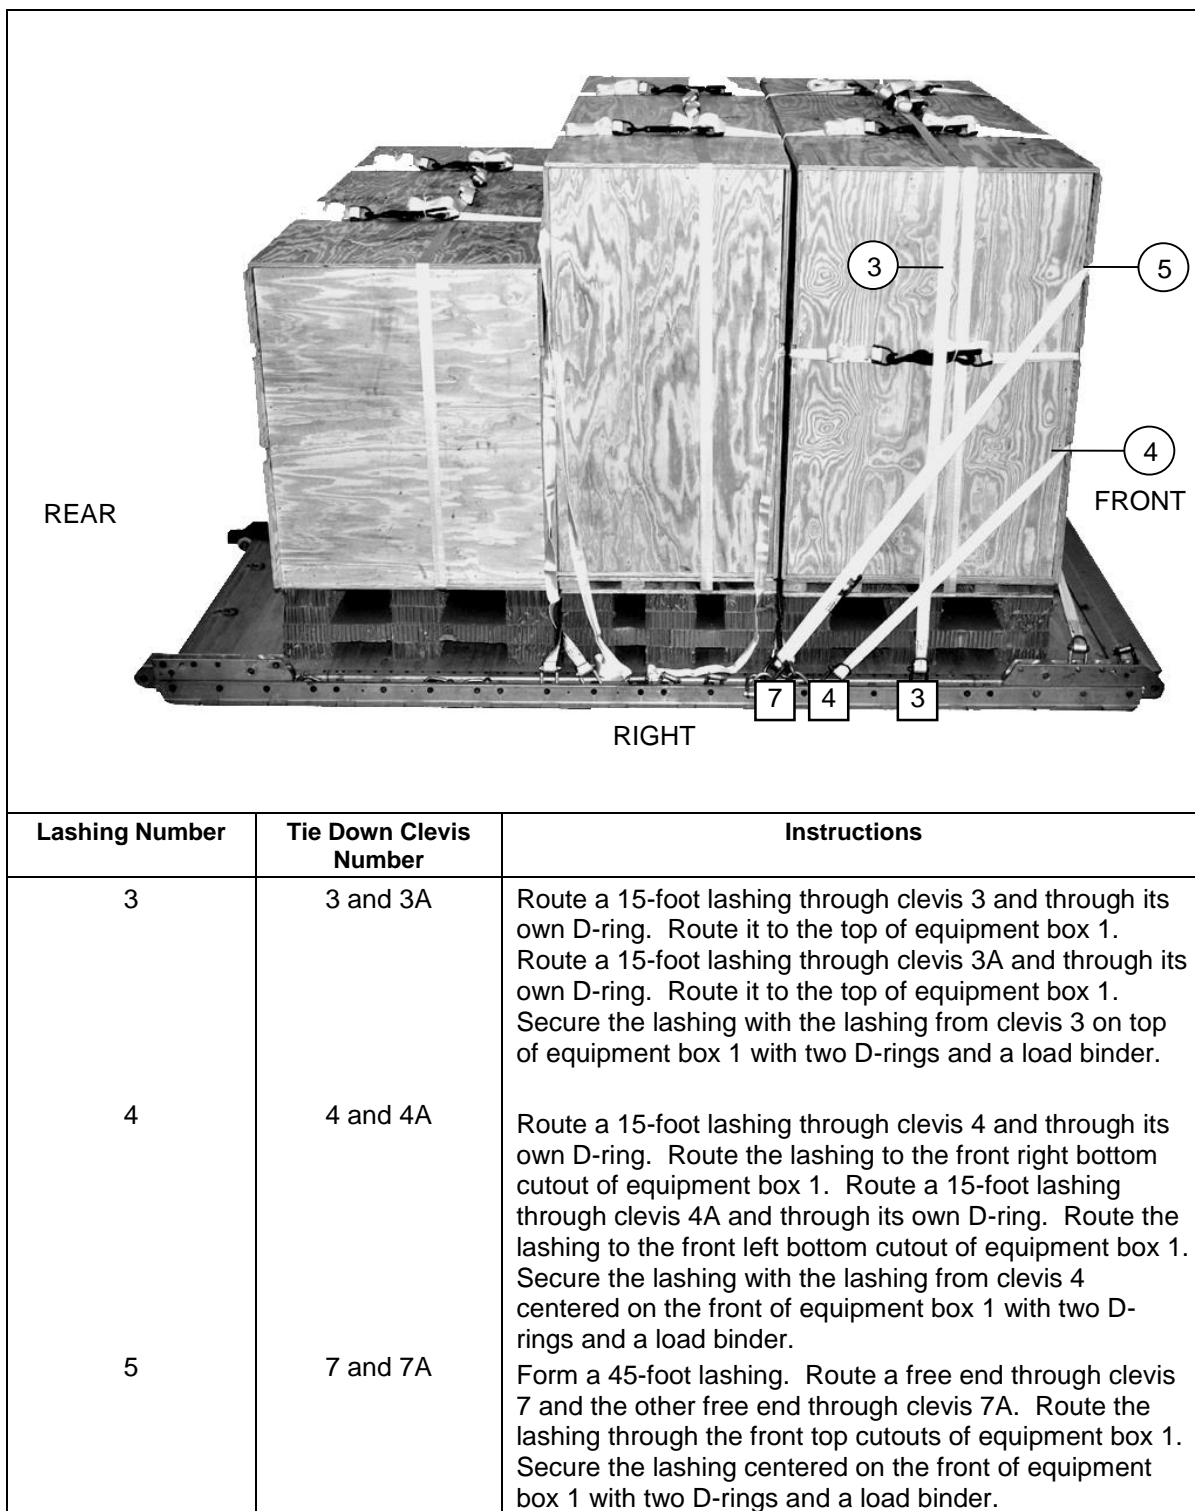 3
5
4
REAR
FRONT
7
4
3
RIGHT
Lashing Number
Tie Down Clevis
Number
Instructions
3
3 and 3A
Route a 15-foot lashing through clevis 3 and through its
own D-ring. Route it to the top of equipment box 1.
Route a 15-foot lashing through clevis 3A and through its
own D-ring. Route it to the top of equipment box 1.
Secure the lashing with the lashing from clevis 3 on top
of equipment box 1 with two D-rings and a load binder.
4
4 and 4A
Route a 15-foot lashing through clevis 4 and through its
own D-ring. Route the lashing to the front right bottom
cutout of equipment box 1. Route a 15-foot lashing
through clevis 4A and through its own D-ring. Route the
lashing to the front left bottom cutout of equipment box 1.
Secure the lashing with the lashing from clevis 4
centered on the front of equipment box 1 with two D-
rings and a load binder.
5
7 and 7A
Form a 45-foot lashing. Route a free end through clevis
7 and the other free end through clevis 7A. Route the
lashing through the front top cutouts of equipment box 1.
Secure the lashing centered on the front of equipment
box 1 with two D-rings and a load binder.